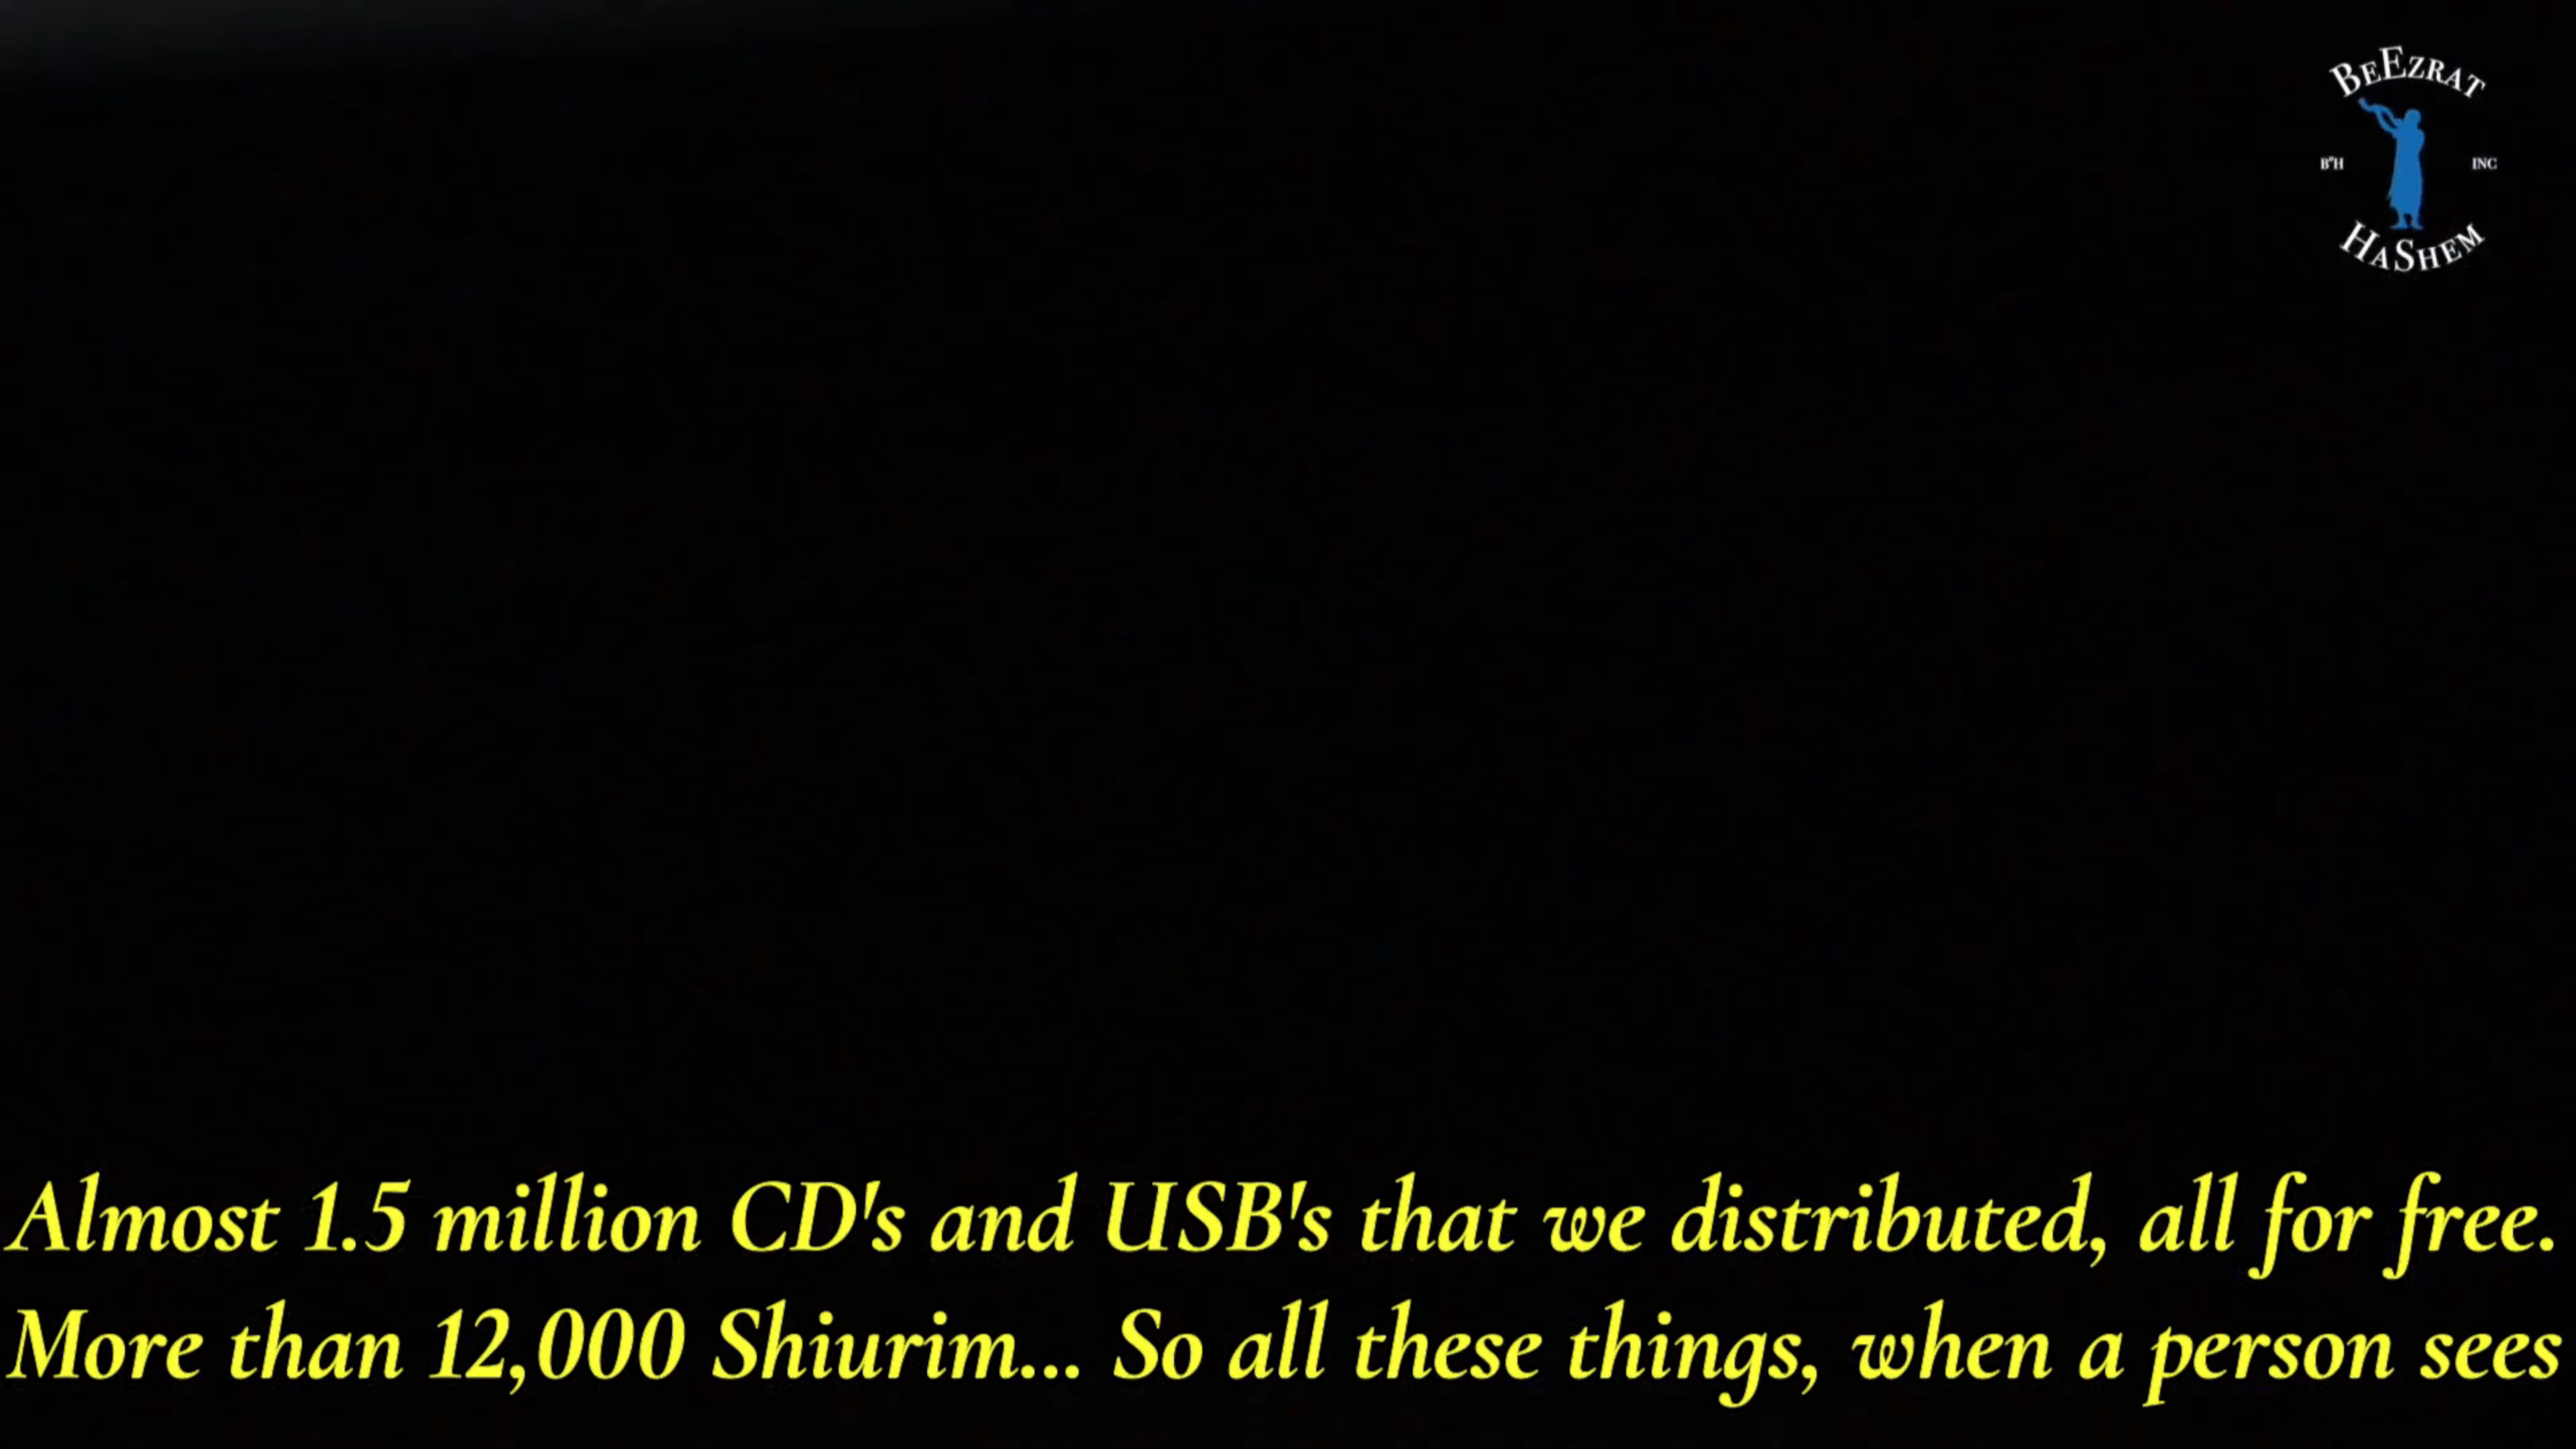 BeEzrat
B"H INC
HaShem
Almost 1.5 million CD's and USB's that we distributed, all for free.
More than 12,000 Shiurim... So all these things, when a person sees